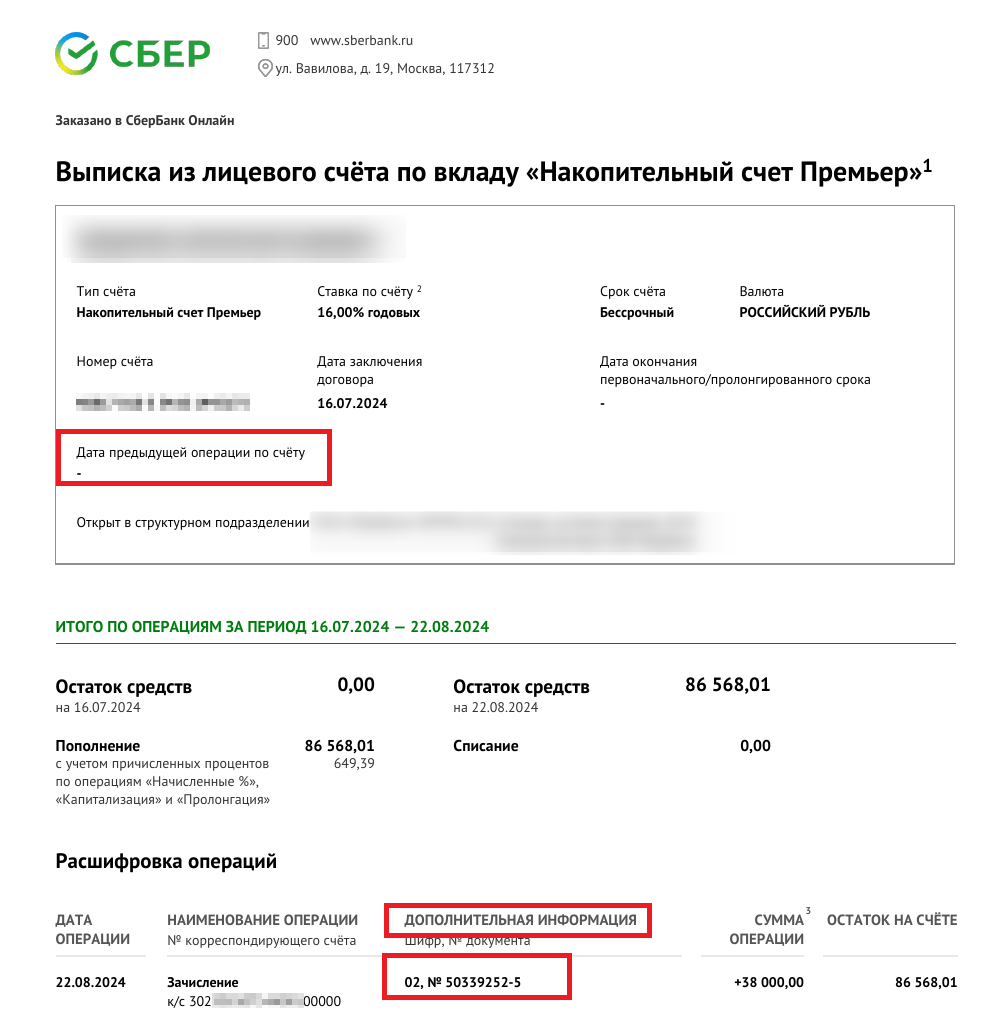 СБЕР
900 www.sberbank.ru
ул. Вавилова, д. 19, Москва, 117312
Заказано в СберБанк Онлайн
Выписка из лицевого счёта по вкладу «Накопительный счет Премьер»1
Тип счёта
Накопительный счет Премьер
Ставка по счёту 2
16,00% годовых
Срок счёта
Бессрочный
Валюта
РОССИЙСКИЙ РУБЛЬ
Номер счёта
Дата заключения
договора
16.07.2024
Дата окончания
первоначального/пролонгированного срока
-
Дата предыдущей операции по счёту
-
Открыт в структурном подразделении
ИТОГО ПО ОПЕРАЦИЯМ ЗА ПЕРИОД 16.07.2024 — 22.08.2024
Остаток средств 0,00
на 16.07.2024
Остаток средств 86 568,01
на 22.08.2024
Пополнение 86 568,01
с учетом причисленных процентов 649,39
по операциям «Начисленные %»,
«Капитализация» и «Пролонгация»
Списание 0,00
Расшифровка операций
ДАТА
ОПЕРАЦИИ
НАИМЕНОВАНИЕ ОПЕРАЦИИ
№ корреспондирующего счёта
ДОПОЛНИТЕЛЬНАЯ ИНФОРМАЦИЯ
Шифр, № документа
СУММА3
ОПЕРАЦИИ
ОСТАТОК НА СЧЁТЕ
22.08.2024 Зачисление 02, № 50339252-5 +38 000,00 86 568,01
к/с 302 00000